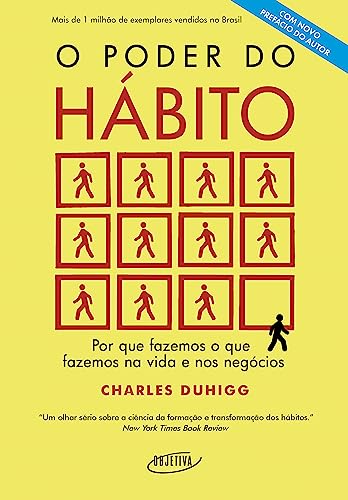 Mais de 1 milhão de exemplares vendidos no Brasil
COM NOVO
PREFÁCIO DO AUTOR
O PODER DO
HÁBITO
Por que fazemos o que
fazemos na vida e nos negócios
CHARLES DUHIGG
“Um olhar sério sobre a ciência da formação e transformação dos hábitos.”
New York Times Book Review
OBJETIVA